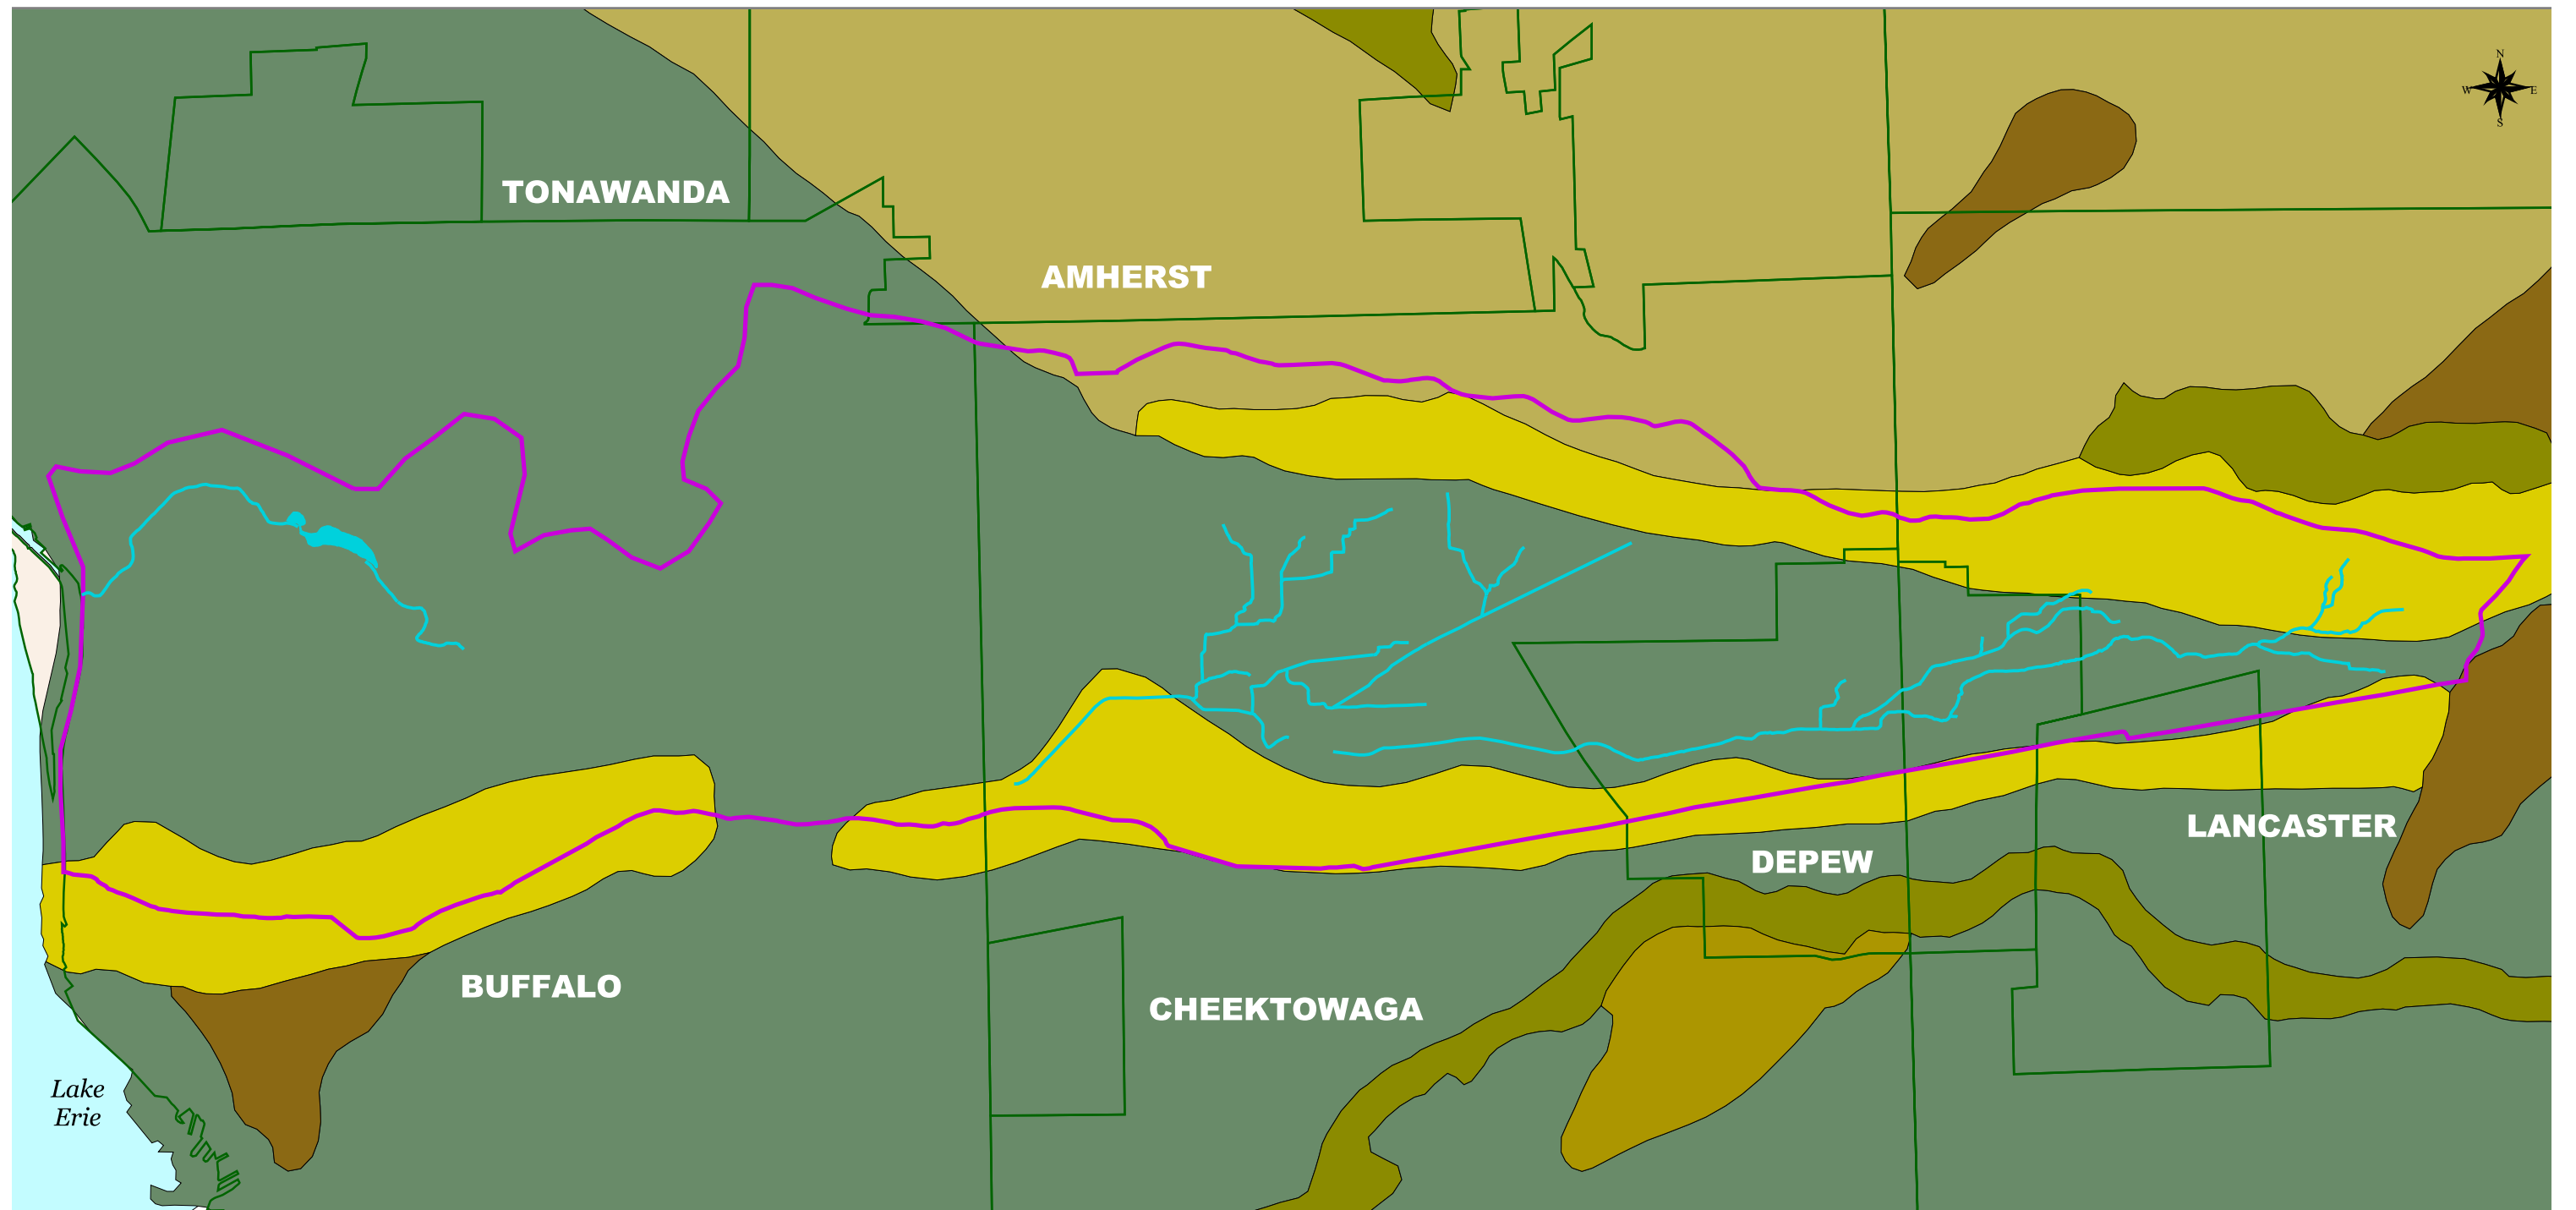 N
W E
S
TONAWANDA
AMHERST
LANCASTER
DEPEW
BUFFALO
CHEEKTOWAGA
Lake
Erie